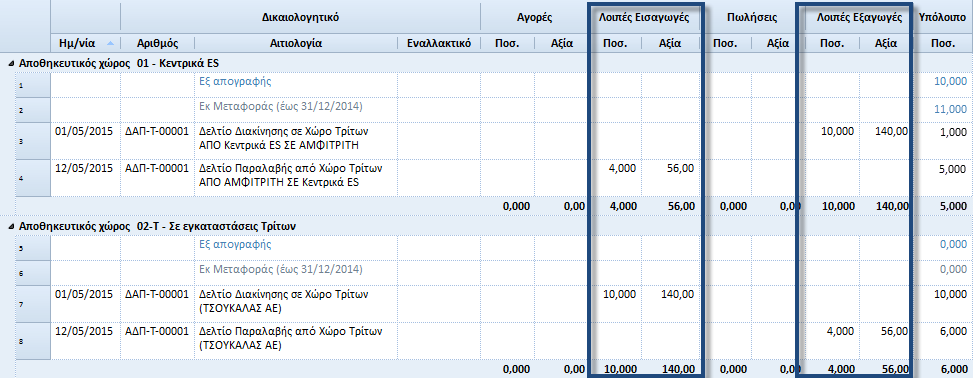 Δικαιολογητικό Αγορές Λοιπές Εισαγωγές Πωλήσεις Λοιπές Εξαγωγές Υπόλοιπο
Ημ/νία Αριθμός Αιτιολογία Εναλλακτικό Ποσ. Αξία Ποσ. Αξία Ποσ. Αξία Ποσ. Αξία Ποσ.
Αποθηκευτικός χώρος 01 - Κεντρικά ES
1 Εξ απογραφής 10,000
2 Εκ Μεταφοράς (έως 31/12/2014) 11,000
3 01/05/2015 ΔΑΠ-Τ-00001 Δελτίο Διακίνησης σε Χώρο Τρίτων 10,000 140,00 1,000
ΑΠΟ Κεντρικά ES ΣΕ ΑΜΦΙΤΡΙΤΗ
4 12/05/2015 ΑΔΠ-Τ-00001 Δελτίο Παραλαβής από Χώρο Τρίτων 4,000 56,00 5,000
ΑΠΟ ΑΜΦΙΤΡΙΤΗ ΣΕ Κεντρικά ES
0,000 0,00 4,000 56,00 0,000 0,00 10,000 140,00 5,000
Αποθηκευτικός χώρος 02-Τ - Σε εγκαταστάσεις Τρίτων
5 Εξ απογραφής 0,000
6 Εκ Μεταφοράς (έως 31/12/2014) 0,000
7 01/05/2015 ΔΑΠ-Τ-00001 Δελτίο Διακίνησης σε Χώρο Τρίτων 10,000 140,00 10,000
(ΤΣΟΥΚΑΛΑΣ ΑΕ)
8 12/05/2015 ΑΔΠ-Τ-00001 Δελτίο Παραλαβής από Χώρο Τρίτων 4,000 56,00 6,000
(ΤΣΟΥΚΑΛΑΣ ΑΕ)
0,000 0,00 10,000 140,00 0,000 0,00 4,000 56,00 6,000